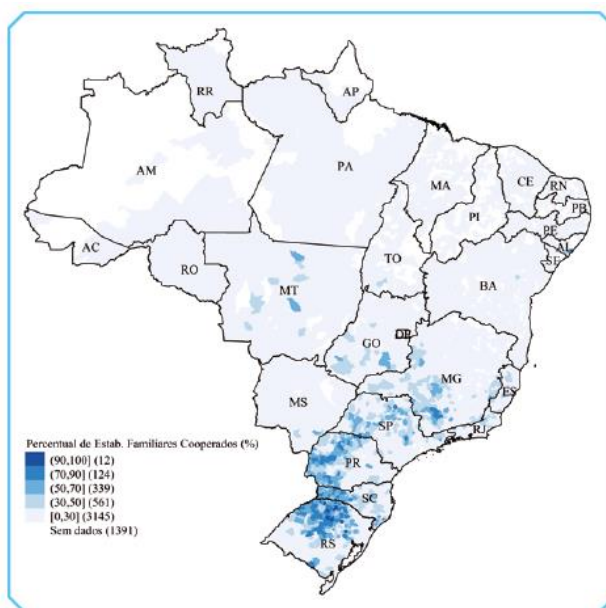 RR
AP
AM
PA
MA
CE
RN
PB
PI
PE
AL
SE
AC
RO
TO
BA
MT
GO
DF
MG
ES
MS
SP
RJ
PR
SC
RS
Percentual de Estab. Familiares Cooperados (%)
(90,100] (12)
(70,90] (124)
(50,70] (339)
(30,50] (561)
[0,30] (3145)
Sem dados (1391)